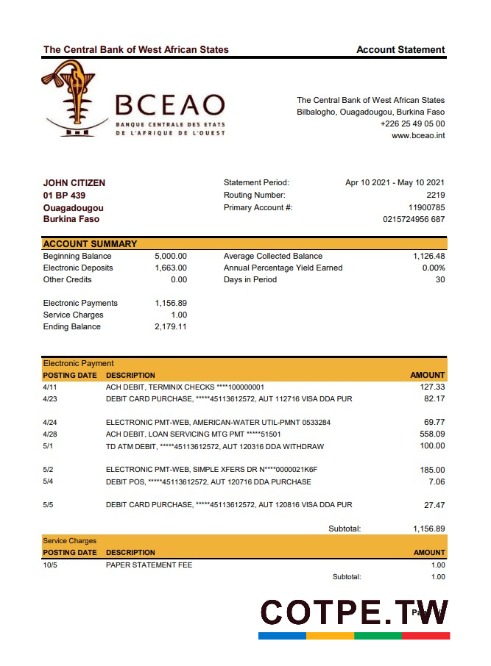 The Central Bank of West African States Account Statement
BCEAO
BANQUE CENTRALE DES ETATS
DE L'AFRIQUE DE L'OUEST
The Central Bank of West African States
Bilbalogho, Ouagadougou, Burkina Faso
+226 25 49 05 00
www.bceao.int
JOHN CITIZEN Statement Period: Apr 10 2021 - May 10 2021
01 BP 439 Routing Number: 2219
Ouagadougou Primary Account #: 11900785
Burkina Faso 0215724956 687
ACCOUNT SUMMARY
Beginning Balance 5,000.00 Average Collected Balance 1,126.48
Electronic Deposits 1,663.00 Annual Percentage Yield Earned 0.00%
Other Credits 0.00 Days in Period 30
Electronic Payments 1,156.89
Service Charges 1.00
Ending Balance 2,179.11
Electronic Payment
POSTING DATE DESCRIPTION AMOUNT
4/11 ACH DEBIT, TERMINIX CHECKS ****100000001 127.33
4/23 DEBIT CARD PURCHASE, *****45113612572, AUT 112716 VISA DDA PUR 82.17
4/24 ELECTRONIC PMT-WEB, AMERICAN-WATER UTIL-PMNT 0533284 69.77
4/28 ACH DEBIT, LOAN SERVICING MTG PMT *****51501 558.09
5/1 TD ATM DEBIT, *****45113612572, AUT 120316 DDA WITHDRAW 100.00
5/2 ELECTRONIC PMT-WEB, SIMPLE XFERS DR N****0000021K6F 185.00
5/4 DEBIT POS, *****45113612572, AUT 120716 DDA PURCHASE 7.06
5/5 DEBIT CARD PURCHASE, *****45113612572, AUT 120816 VISA DDA PUR 27.47
Subtotal: 1,156.89
Service Charges
POSTING DATE DESCRIPTION AMOUNT
10/5 PAPER STATEMENT FEE 1.00
Subtotal: 1.00
COTPE.TW